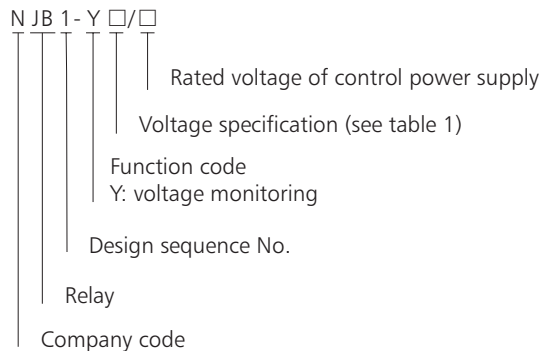 N JB 1 - Y □/□
Rated voltage of control power supply
Voltage specification (see table 1)
Function code
Y: voltage monitoring
Design sequence No.
Relay
Company code